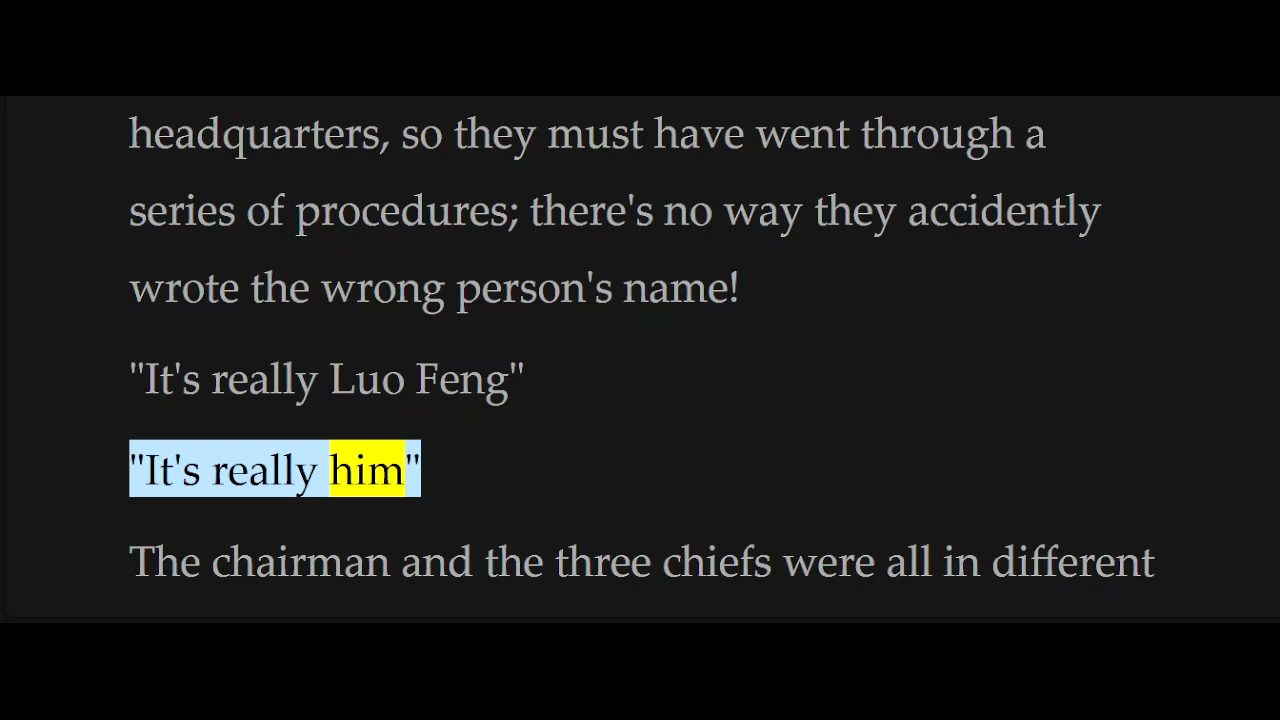 headquarters, so they must have went through a
series of procedures; there's no way they accidently
wrote the wrong person's name!
"It's really Luo Feng"
"It's really him"
The chairman and the three chiefs were all in different